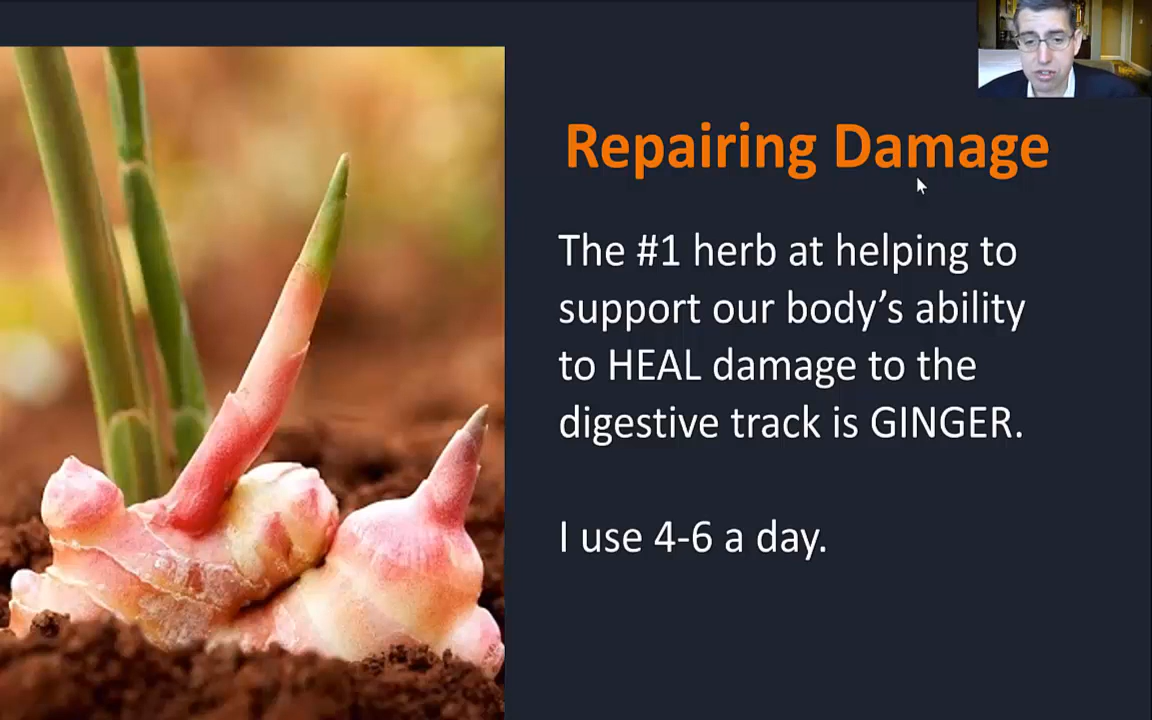 Repairing Damage
The #1 herb at helping to
support our body’s ability
to HEAL damage to the
digestive track is GINGER.
I use 4-6 a day.